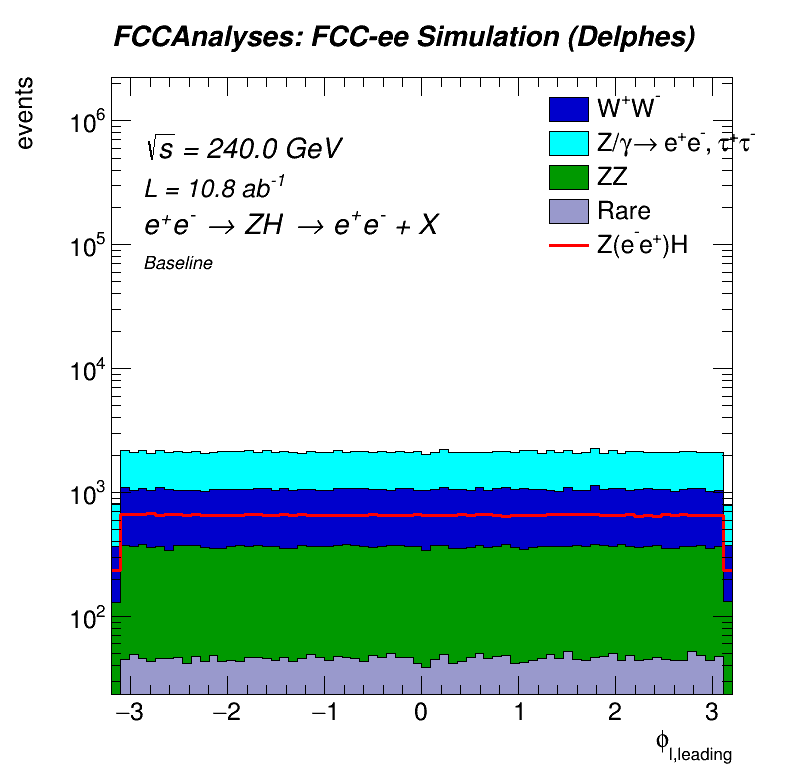 FCCAnalyses: FCC-ee Simulation (Delphes)
events
√s = 240.0 GeV
L = 10.8 ab⁻¹
e⁺e⁻ → ZH → e⁺e⁻ + X
Baseline
W⁺W⁻
Z/γ→ e⁺e⁻, τ⁺τ⁻
ZZ
Rare
Z(e⁻e⁺)H
10⁶
10⁵
10⁴
10³
10²
−3 −2 −1 0 1 2 3
ϕ_l,leading